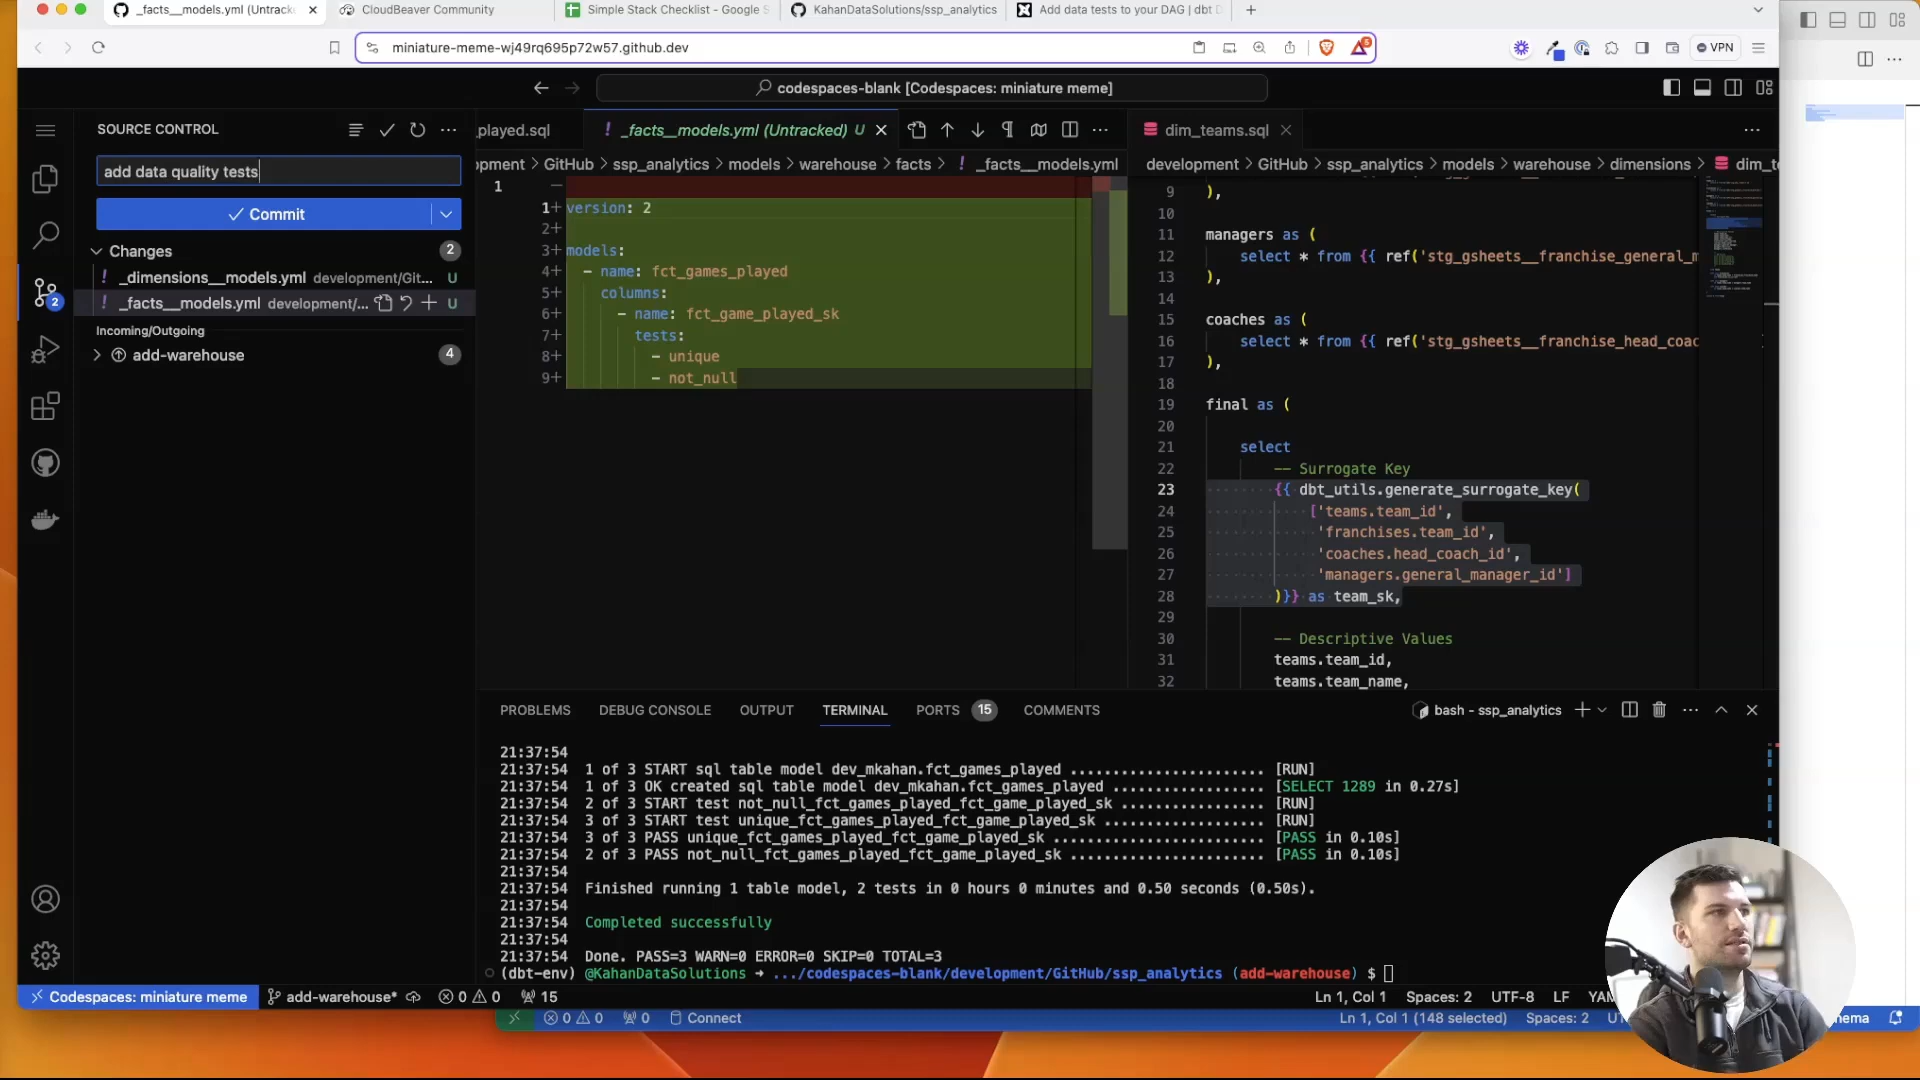 _facts__models.yml (Untrack
CloudBeaver Community
Simple Stack Checklist - Google S
KahanDataSolutions/ssp_analytics
Add data tests to your DAG | dbt D
miniature-meme-wj49rq695p72w57.github.dev
VPN
codespaces-blank [Codespaces: miniature meme]
SOURCE CONTROL
add data quality tests
Commit
Changes 2
_dimensions__models.yml development/Git... U
_facts__models.yml development/... U
Incoming/Outgoing
add-warehouse 4
2
played.sql
! _facts__models.yml (Untracked) U
GitHub > ssp_analytics > models > warehouse > facts > ! _facts__models.yml
1
1+ version: 2
2+
3+ models:
4+ - name: fct_games_played
5+ columns:
6+ - name: fct_game_played_sk
7+ tests:
8+ - unique
9+ - not_null
dim_teams.sql
development > GitHub > ssp_analytics > models > warehouse > dimensions > dim_t
9 ),
10
11 managers as (
12 select * from {{ ref('stg_gsheets__franchise_general_m
13 ),
14
15 coaches as (
16 select * from {{ ref('stg_gsheets__franchise_head_coac
17 ),
18
19 final as (
20
21 select
22 -- Surrogate Key
23 {{ dbt_utils.generate_surrogate_key(
24 ['teams.team_id',
25 'franchises.team_id',
26 'coaches.head_coach_id',
27 'managers.general_manager_id']
28 )}} as team_sk,
29
30 -- Descriptive Values
31 teams.team_id,
32 teams.team_name,
PROBLEMS DEBUG CONSOLE OUTPUT TERMINAL PORTS 15 COMMENTS
bash - ssp_analytics
21:37:54
21:37:54 1 of 3 START sql table model dev_mkahan.fct_games_played ....................... [RUN]
21:37:54 1 of 3 OK created sql table model dev_mkahan.fct_games_played .................. [SELECT 1289 in 0.27s]
21:37:54 2 of 3 START test not_null_fct_games_played_fct_game_played_sk ................. [RUN]
21:37:54 3 of 3 START test unique_fct_games_played_fct_game_played_sk ................... [RUN]
21:37:54 3 of 3 PASS unique_fct_games_played_fct_game_played_sk ......................... [PASS in 0.10s]
21:37:54 2 of 3 PASS not_null_fct_games_played_fct_game_played_sk ....................... [PASS in 0.10s]
21:37:54
21:37:54 Finished running 1 table model, 2 tests in 0 hours 0 minutes and 0.50 seconds (0.50s).
21:37:54
21:37:54 Completed successfully
21:37:54
21:37:54 Done. PASS=3 WARN=0 ERROR=0 SKIP=0 TOTAL=3
(dbt-env) @KahanDataSolutions → .../codespaces-blank/development/GitHub/ssp_analytics (add-warehouse) $
Codespaces: miniature meme add-warehouse* 0 0 15 Ln 1, Col 1 Spaces: 2 UTF-8 LF YAM
0 0 0 Connect Ln 1, Col 1 (148 selected) Spaces: 2 UT